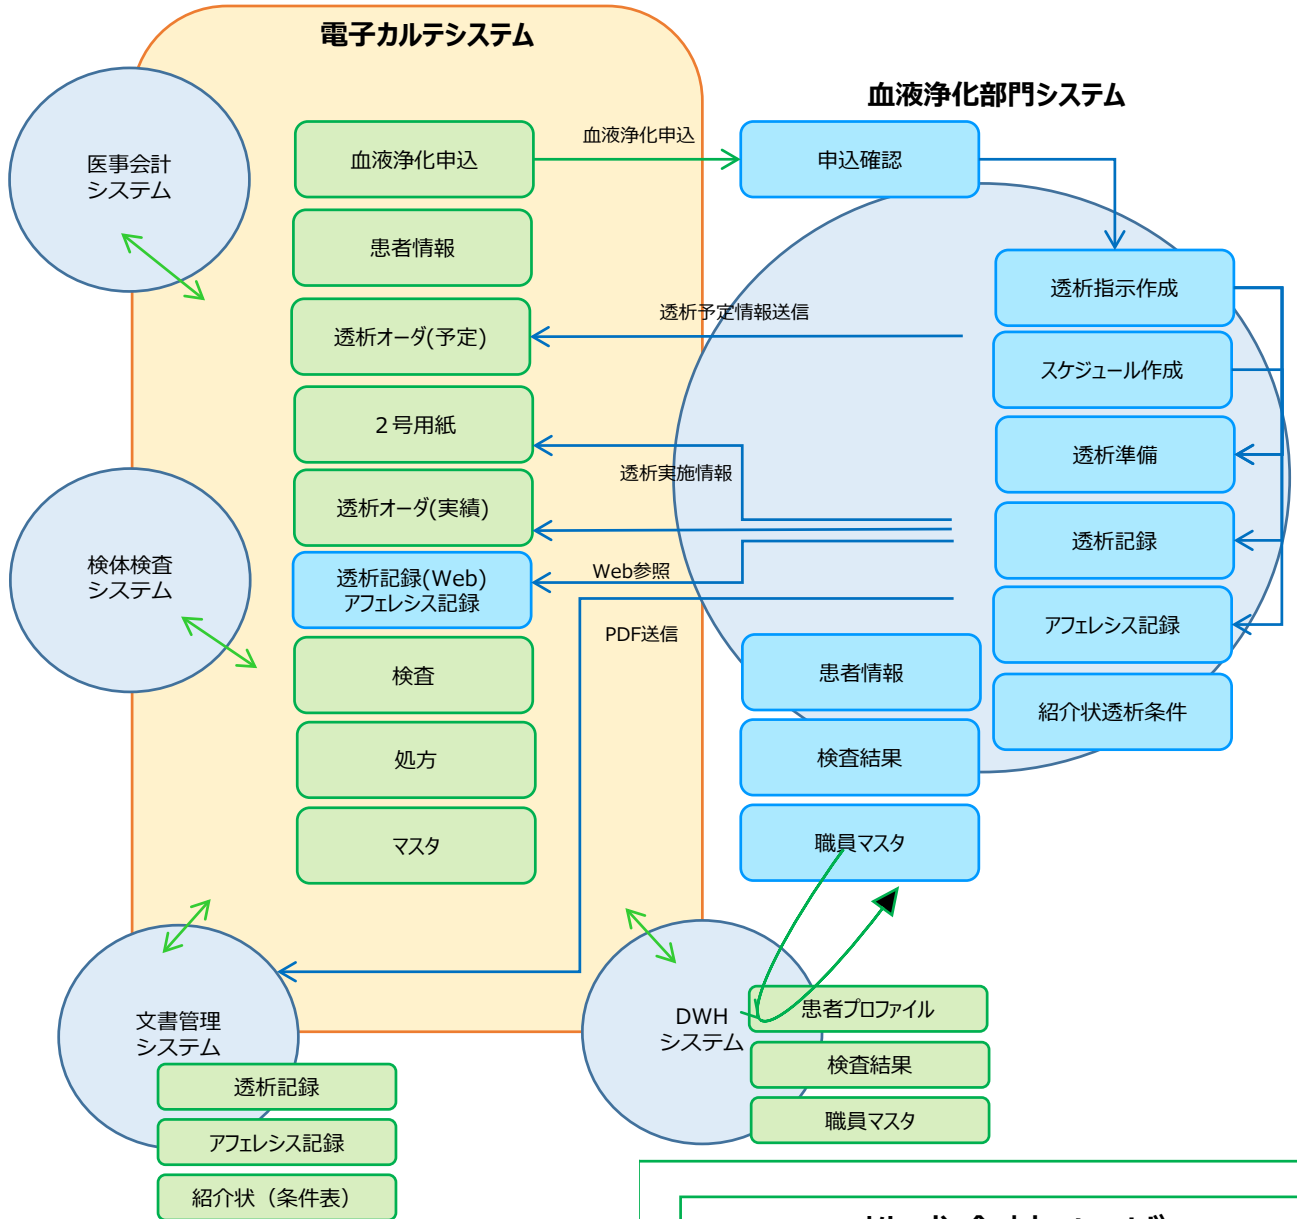 電子カルテシステム
血液浄化部門システム
医事会計
システム
血液浄化申込
血液浄化申込
申込確認
患者情報
透析指示作成
透析オーダ(予定)
透析予定情報送信
スケジュール作成
２号用紙
透析準備
透析実施情報
透析オーダ(実績)
透析記録
検体検査
システム
透析記録(Web)
アフェレシス記録
Web参照
PDF送信
アフェレシス記録
検査
患者情報
紹介状透析条件
処方
検査結果
マスタ
職員マスタ
文書管理
システム
DWH
システム
患者プロファイル
検査結果
職員マスタ
透析記録
アフェレシス記録
紹介状（条件表）